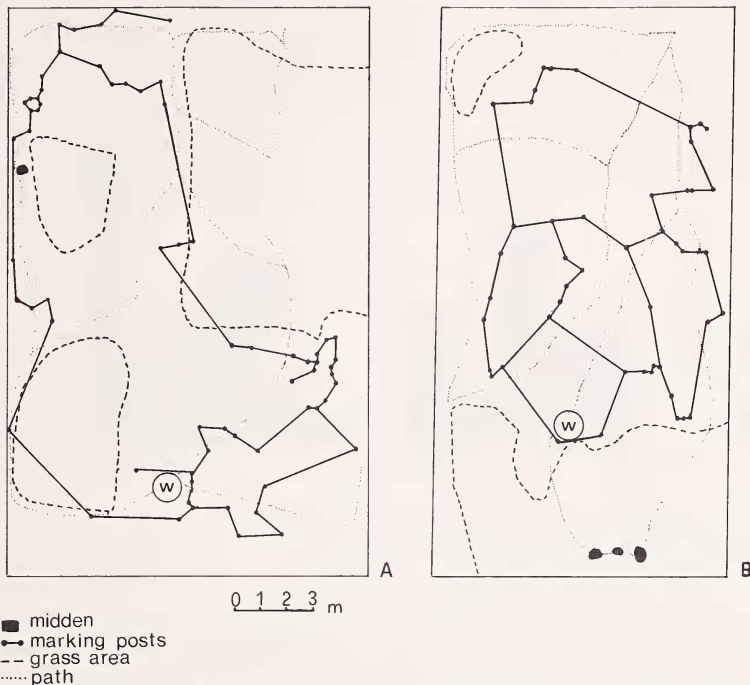 W
A
W
B
0 1 2 3 m
midden
marking posts
grass area
path